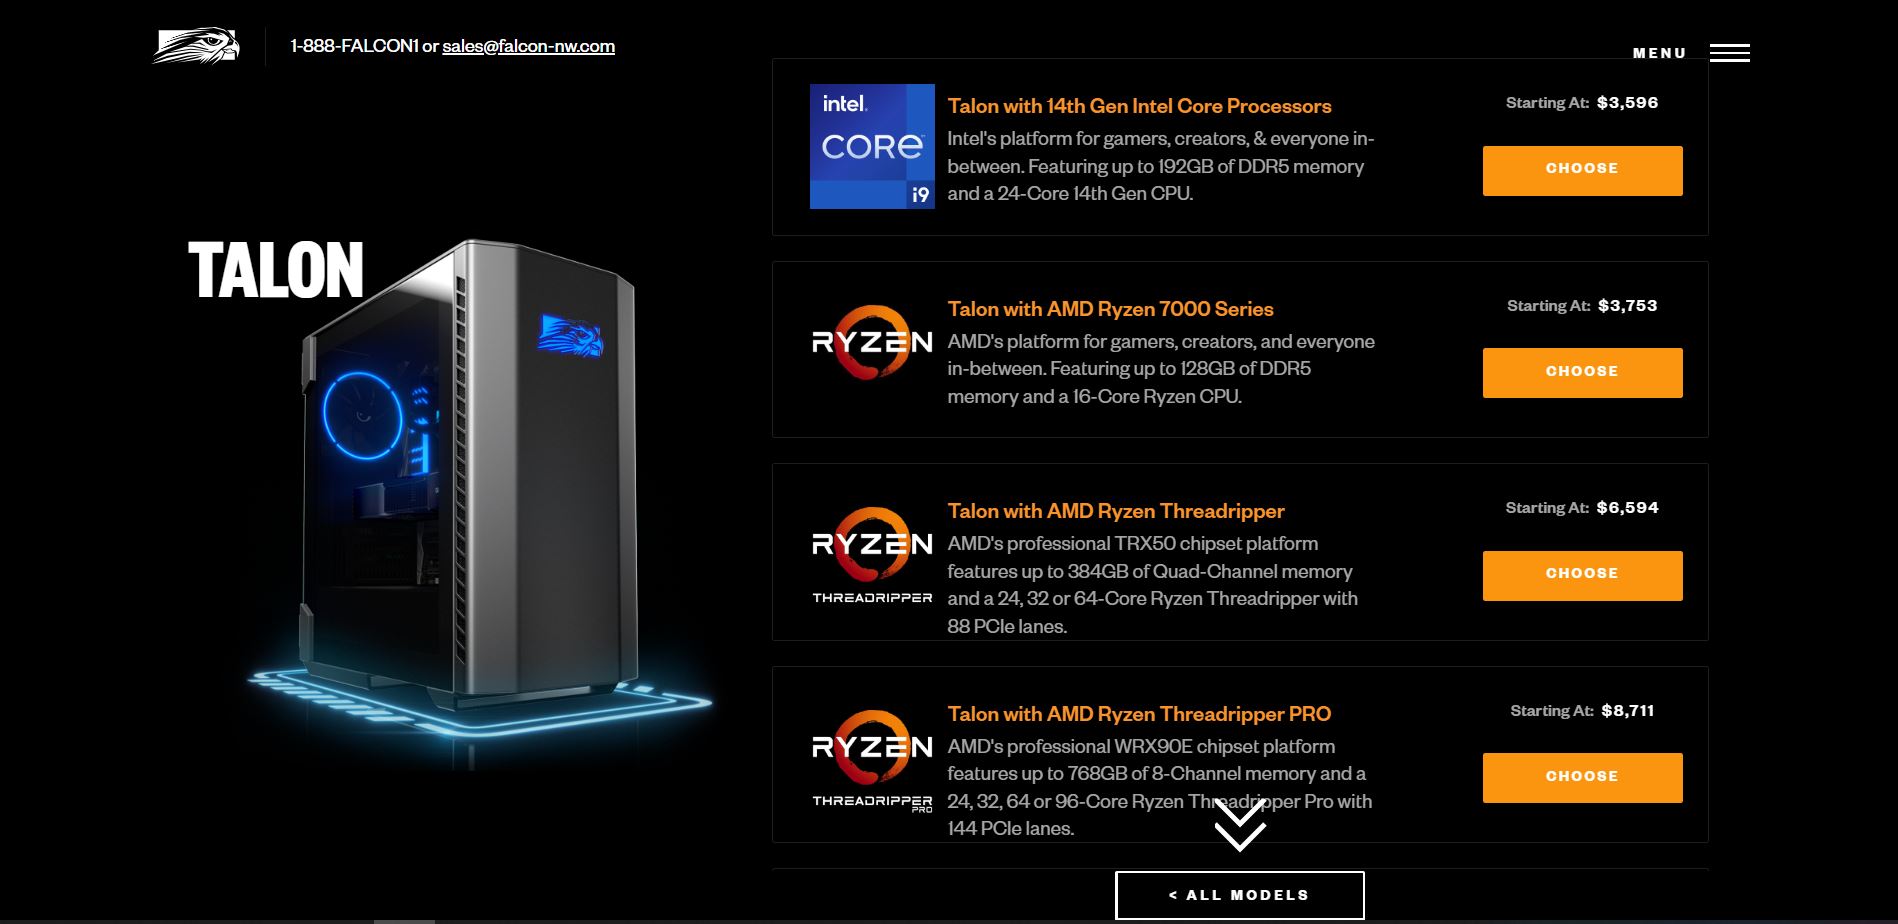 1-888-FALCON1 or sales@falcon-nw.com
MENU
TALON
intel.
CORE
i9
Talon with 14th Gen Intel Core Processors
Intel's platform for gamers, creators, & everyone in-
between. Featuring up to 192GB of DDR5 memory
and a 24-Core 14th Gen CPU.
Starting At: $3,596
CHOOSE
RYZEN
Talon with AMD Ryzen 7000 Series
AMD's platform for gamers, creators, and everyone
in-between. Featuring up to 128GB of DDR5
memory and a 16-Core Ryzen CPU.
Starting At: $3,753
CHOOSE
RYZEN
THREADRIPPER
Talon with AMD Ryzen Threadripper
AMD's professional TRX50 chipset platform
features up to 384GB of Quad-Channel memory
and a 24, 32 or 64-Core Ryzen Threadripper with
88 PCIe lanes.
Starting At: $6,594
CHOOSE
RYZEN
THREADRIPPER
PRO
Talon with AMD Ryzen Threadripper PRO
AMD's professional WRX90E chipset platform
features up to 768GB of 8-Channel memory and a
24, 32, 64 or 96-Core Ryzen Threadripper Pro with
144 PCIe lanes.
Starting At: $8,711
CHOOSE
< ALL MODELS